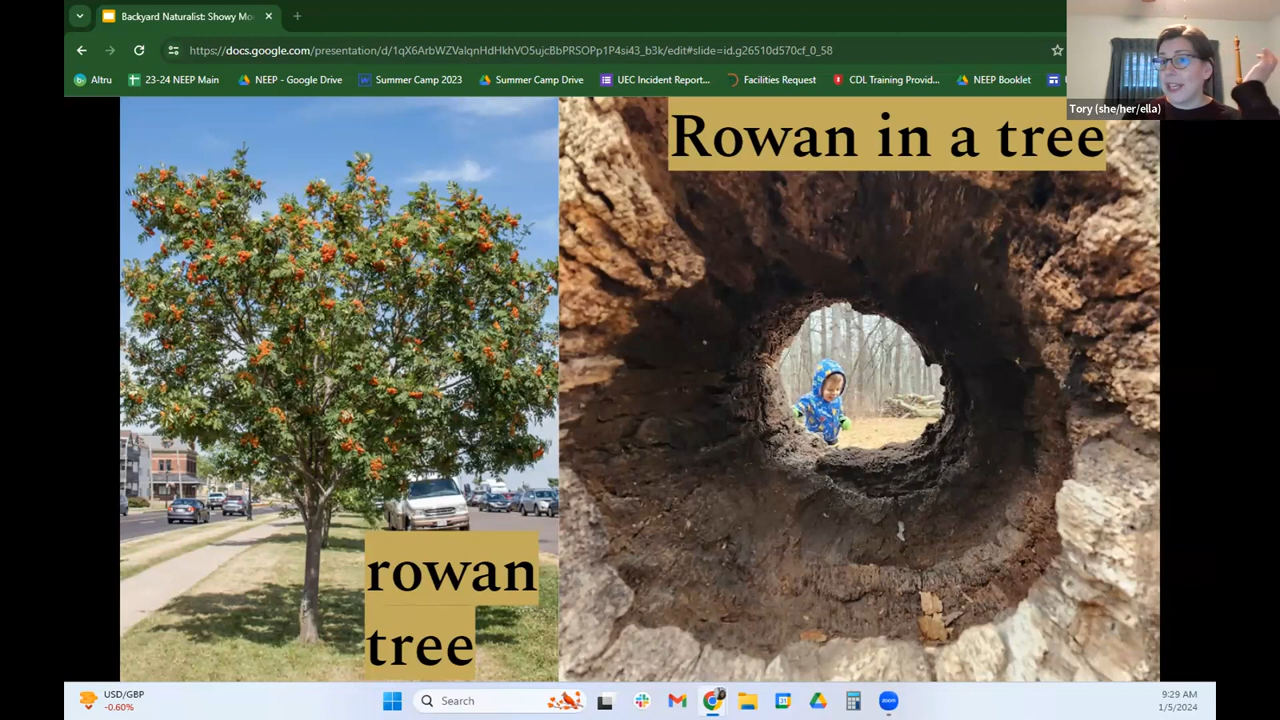 Backyard Naturalist: Showy Mo
https://docs.google.com/presentation/d/1qX6ArbWZValqnHdHkhVO5ujcBbPRSOPp1P4si43_b3k/edit#slide=id.g26510d570cf_0_58
Altru
23-24 NEEP Main
NEEP - Google Drive
Summer Camp 2023
Summer Camp Drive
UEC Incident Report...
Facilities Request
CDL Training Provid...
NEEP Booklet
Tory (she/her/ella)
Rowan in a tree
rowan
tree
USD/GBP
-0.60%
Search
zoom
9:29 AM
1/5/2024